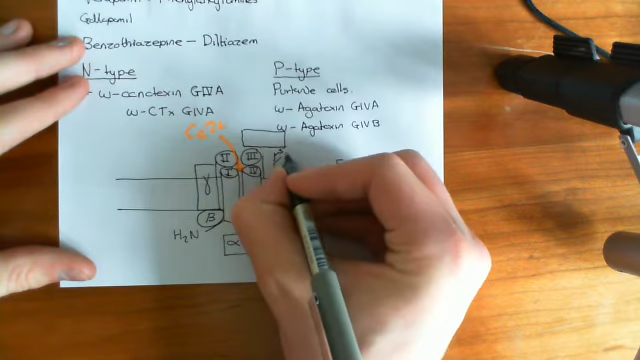 Gallopamil
Benzothiazepine - Diltiazem
N-type
- ω-conotoxin GIVA
ω-CTx GIVA
P-type
Purkinje cells.
ω-Agatoxin GIVA
ω-Agatoxin GIVB
Ca2+
II III
I IV
γ
β
H2N
α